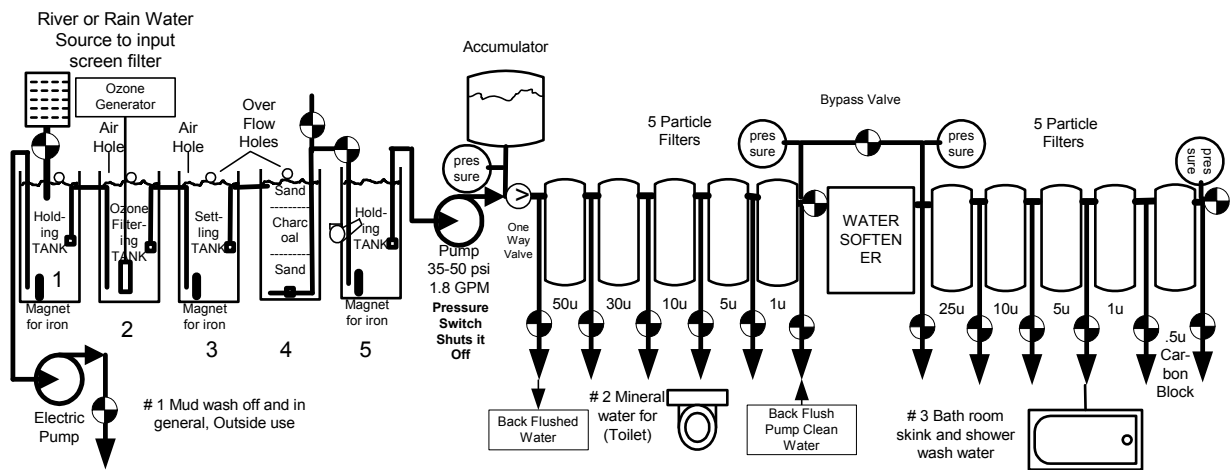 River or Rain Water
Source to input
screen filter
Ozone
Generator
Air
Hole
Air
Hole
Over
Flow
Holes
Hold-
ing
TANK
1
Magnet
for iron
Ozone
Filter-
ing
TANK
2
Sett-
ling
TANK
Magnet
for iron
3
Sand
Charc
oal
Sand
4
Hold-
ing
TANK
Magnet
for iron
5
Electric
Pump
# 1 Mud wash off and in
general, Outside use
Accumulator
pres
sure
Pump
35-50 psi
1.8 GPM
Pressure
Switch
Shuts it
Off
>
One
Way
Valve
5 Particle
Filters
50u
30u
10u
5u
1u
Back Flushed
Water
# 2 Mineral
water for
(Toilet)
Back Flush
Pump Clean
Water
pres
sure
Bypass Valve
pres
sure
WATER
SOFTEN
ER
5 Particle
Filters
pres
sure
25u
10u
5u
1u
.5u
Car-
bon
Block
# 3 Bath room
skink and shower
wash water